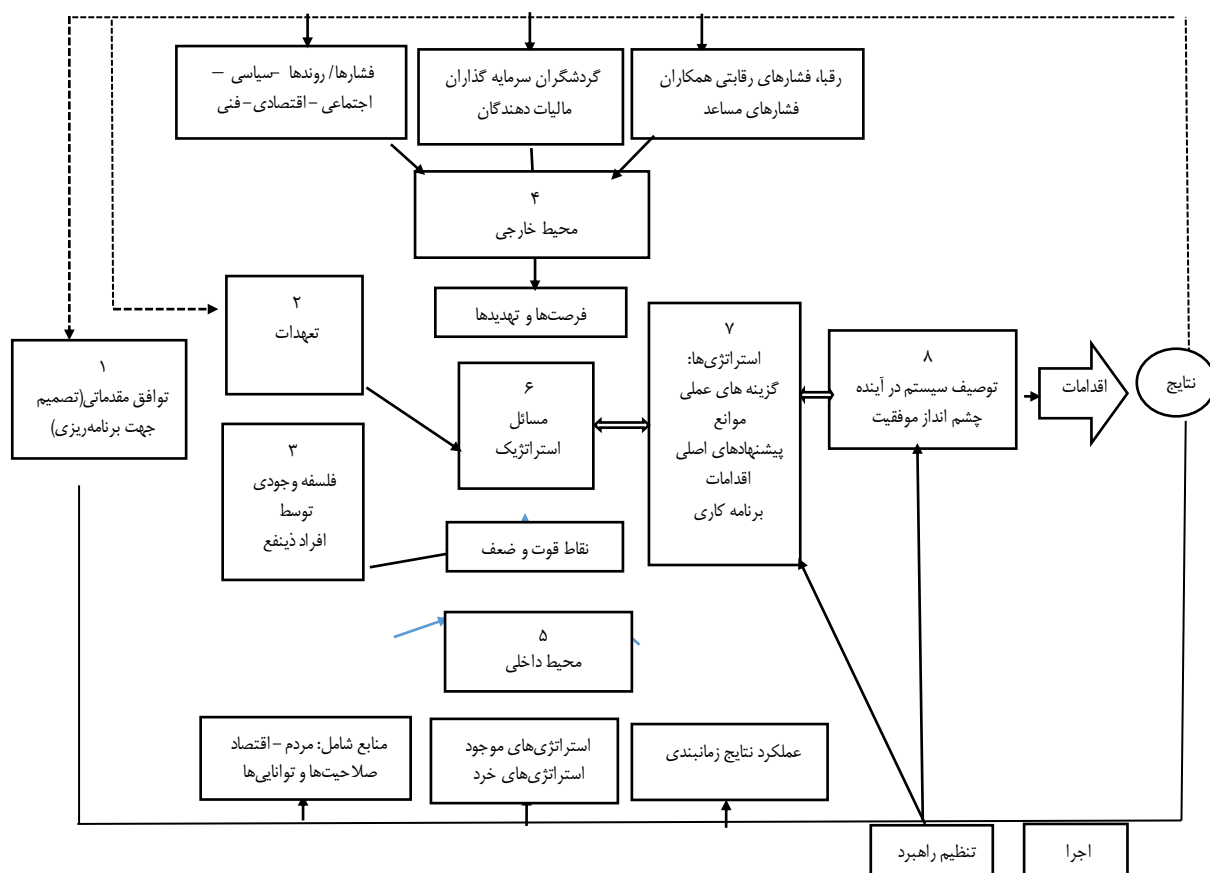 فشارها/ روندها -سیاسی –
اجتماعی – اقتصادی – فنی
گردشگران سرمایه گذاران
مالیات دهندگان
رقبا، فشارهای رقابتی همکاران
فشارهای مساعد
۴
محیط خارجی
فرصت‌ها و تهدیدها
۱
توافق مقدماتی(تصمیم
جهت برنامه‌ریزی)
۲
تعهدات
۳
فلسفه وجودی
توسط
افراد ذینفع
۶
مسائل
استراتژیک
نقاط قوت و ضعف
۵
محیط داخلی
۷
استراتژی‌ها:
گزینه های عملی
موانع
پیشنهادهای اصلی
اقدامات
برنامه کاری
۸
توصیف سیستم در آینده
چشم انداز موفقیت
اقدامات
نتایج
منابع شامل: مردم – اقتصاد
صلاحیت‌ها و توانایی‌ها
استراتژی‌های موجود
استراتژی‌های خرد
عملکرد نتایج زمانبندی
تنظیم راهبرد
اجرا